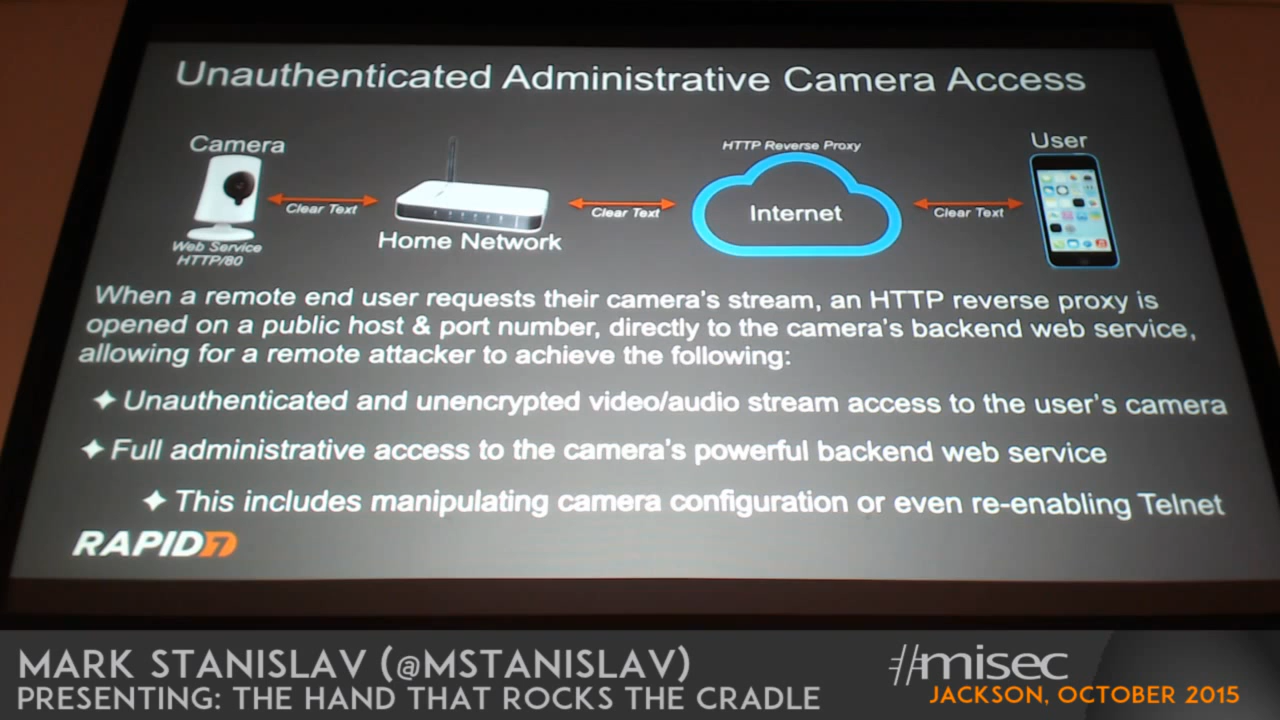 Unauthenticated Administrative Camera Access
Camera
HTTP Reverse Proxy
User
Clear Text
Clear Text
Internet
Clear Text
Web Service
HTTP/80
Home Network
When a remote end user requests their camera's stream, an HTTP reverse proxy is
opened on a public host & port number, directly to the camera's backend web service,
allowing for a remote attacker to achieve the following:
✦ Unauthenticated and unencrypted video/audio stream access to the user's camera
✦ Full administrative access to the camera's powerful backend web service
✦ This includes manipulating camera configuration or even re-enabling Telnet
RAPID7
MARK STANISLAV (@MSTANISLAV)
PRESENTING: THE HAND THAT ROCKS THE CRADLE
#misec
JACKSON, OCTOBER 2015